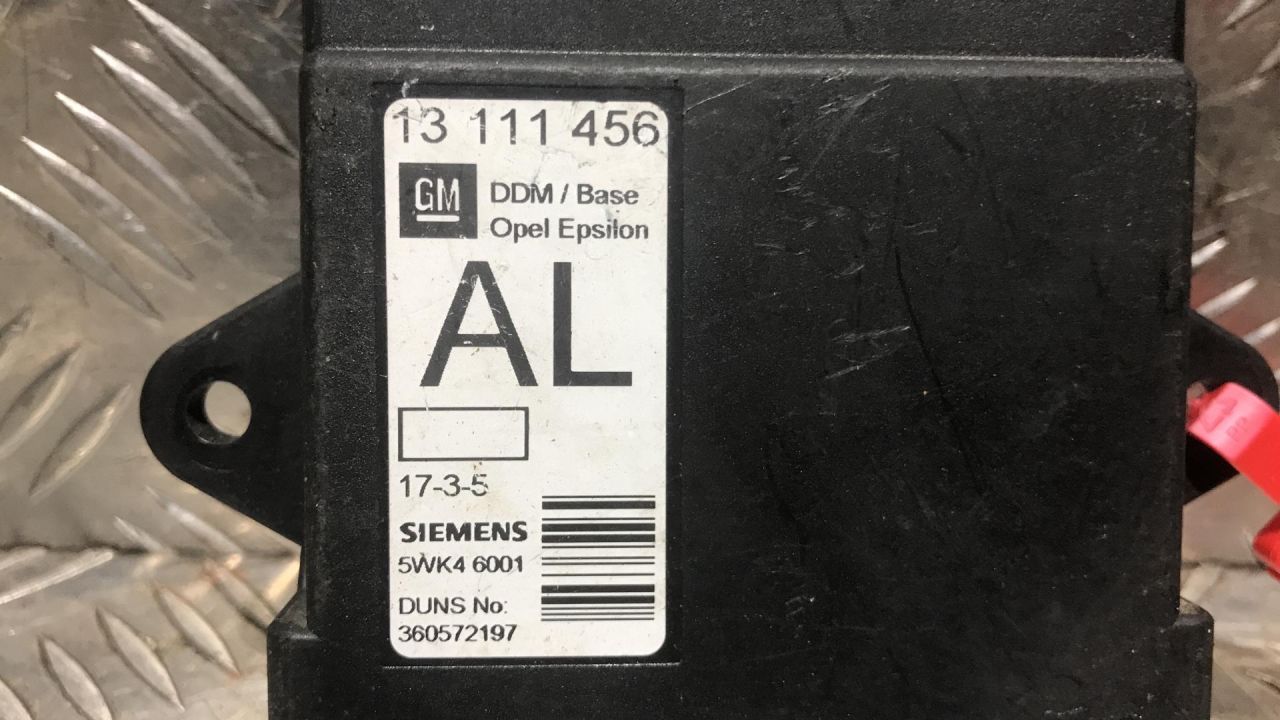 13 111 456
GM
DDM / Base
Opel Epsilon
AL
17-3-5
SIEMENS
5WK4 6001
DUNS No:
360572197